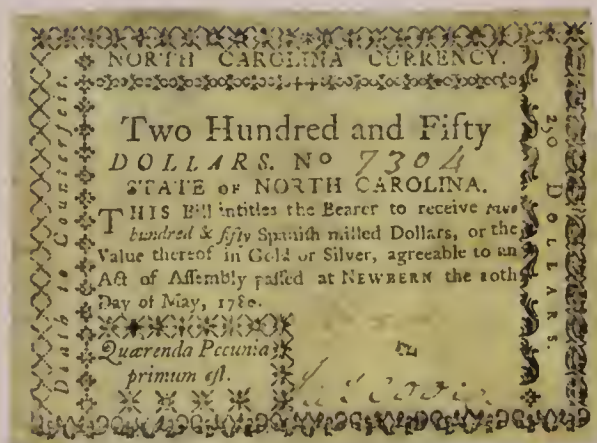 NORTH CAROLINA CURRENCY.
Two Hundred and Fifty
DOLLARS. No 7304
STATE OF NORTH CAROLINA.
THIS Bill intitles the Bearer to receive two
hundred & fifty Spaniſh milled Dollars, or the
Value thereof in Gold or Silver, agreeable to an
Act of Aſſembly paſſed at NEWBERN the 10th
Day of May, 1780.
Quærenda Pecunia
primum eſt.
Death to Counterfeit.
250 DOLLARS.